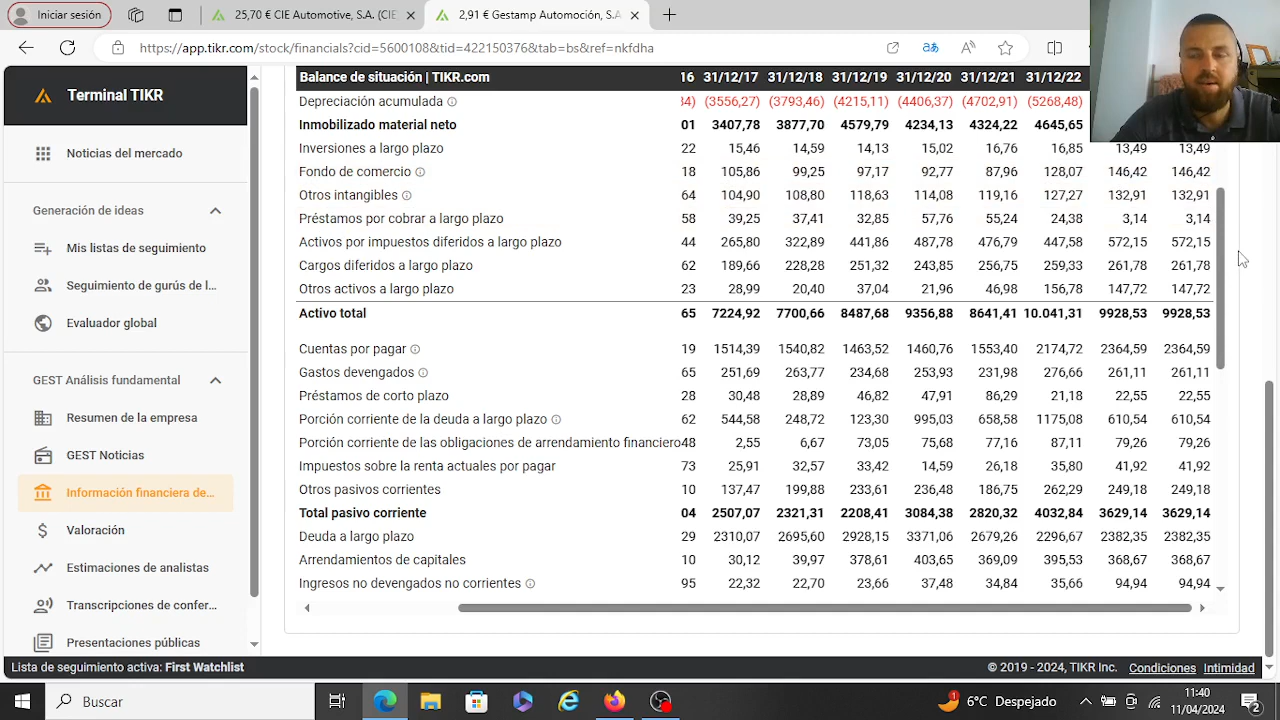 Iniciar sesión
25,70 € CIE Automotive, S.A. (CIE
2,91 € Gestamp Automoción, S.A
https://app.tikr.com/stock/financials?cid=5600108&tid=422150376&tab=bs&ref=nkfdha
Terminal TIKR
Noticias del mercado
Generación de ideas
Mis listas de seguimiento
Seguimiento de gurús de l...
Evaluador global
GEST Análisis fundamental
Resumen de la empresa
GEST Noticias
Información financiera de...
Valoración
Estimaciones de analistas
Transcripciones de confer...
Presentaciones públicas
Balance de situación | TIKR.com 16 31/12/17 31/12/18 31/12/19 31/12/20 31/12/21 31/12/22
Depreciación acumulada 34) (3556,27) (3793,46) (4215,11) (4406,37) (4702,91) (5268,48)
Inmobilizado material neto 01 3407,78 3877,70 4579,79 4234,13 4324,22 4645,65
Inversiones a largo plazo 22 15,46 14,59 14,13 15,02 16,76 16,85 13,49 13,49
Fondo de comercio 18 105,86 99,25 97,17 92,77 87,96 128,07 146,42 146,42
Otros intangibles 64 104,90 108,80 118,63 114,08 119,16 127,27 132,91 132,91
Préstamos por cobrar a largo plazo 58 39,25 37,41 32,85 57,76 55,24 24,38 3,14 3,14
Activos por impuestos diferidos a largo plazo 44 265,80 322,89 441,86 487,78 476,79 447,58 572,15 572,15
Cargos diferidos a largo plazo 62 189,66 228,28 251,32 243,85 256,75 259,33 261,78 261,78
Otros activos a largo plazo 23 28,99 20,40 37,04 21,96 46,98 156,78 147,72 147,72
Activo total 65 7224,92 7700,66 8487,68 9356,88 8641,41 10.041,31 9928,53 9928,53
Cuentas por pagar 19 1514,39 1540,82 1463,52 1460,76 1553,40 2174,72 2364,59 2364,59
Gastos devengados 65 251,69 263,77 234,68 253,93 231,98 276,66 261,11 261,11
Préstamos de corto plazo 28 30,48 28,89 46,82 47,91 86,29 21,18 22,55 22,55
Porción corriente de la deuda a largo plazo 62 544,58 248,72 123,30 995,03 658,58 1175,08 610,54 610,54
Porción corriente de las obligaciones de arrendamiento financiero 48 2,55 6,67 73,05 75,68 77,16 87,11 79,26 79,26
Impuestos sobre la renta actuales por pagar 73 25,91 32,57 33,42 14,59 26,18 35,80 41,92 41,92
Otros pasivos corrientes 10 137,47 199,88 233,61 236,48 186,75 262,29 249,18 249,18
Total pasivo corriente 04 2507,07 2321,31 2208,41 3084,38 2820,32 4032,84 3629,14 3629,14
Deuda a largo plazo 29 2310,07 2695,60 2928,15 3371,06 2679,26 2296,67 2382,35 2382,35
Arrendamientos de capitales 10 30,12 39,97 378,61 403,65 369,09 395,53 368,67 368,67
Ingresos no devengados no corrientes 95 22,32 22,70 23,66 37,48 34,84 35,66 94,94 94,94
Lista de seguimiento activa: First Watchlist
© 2019 - 2024, TIKR Inc. Condiciones Intimidad
Buscar
1
6°C Despejado
11:40
11/04/2024
2